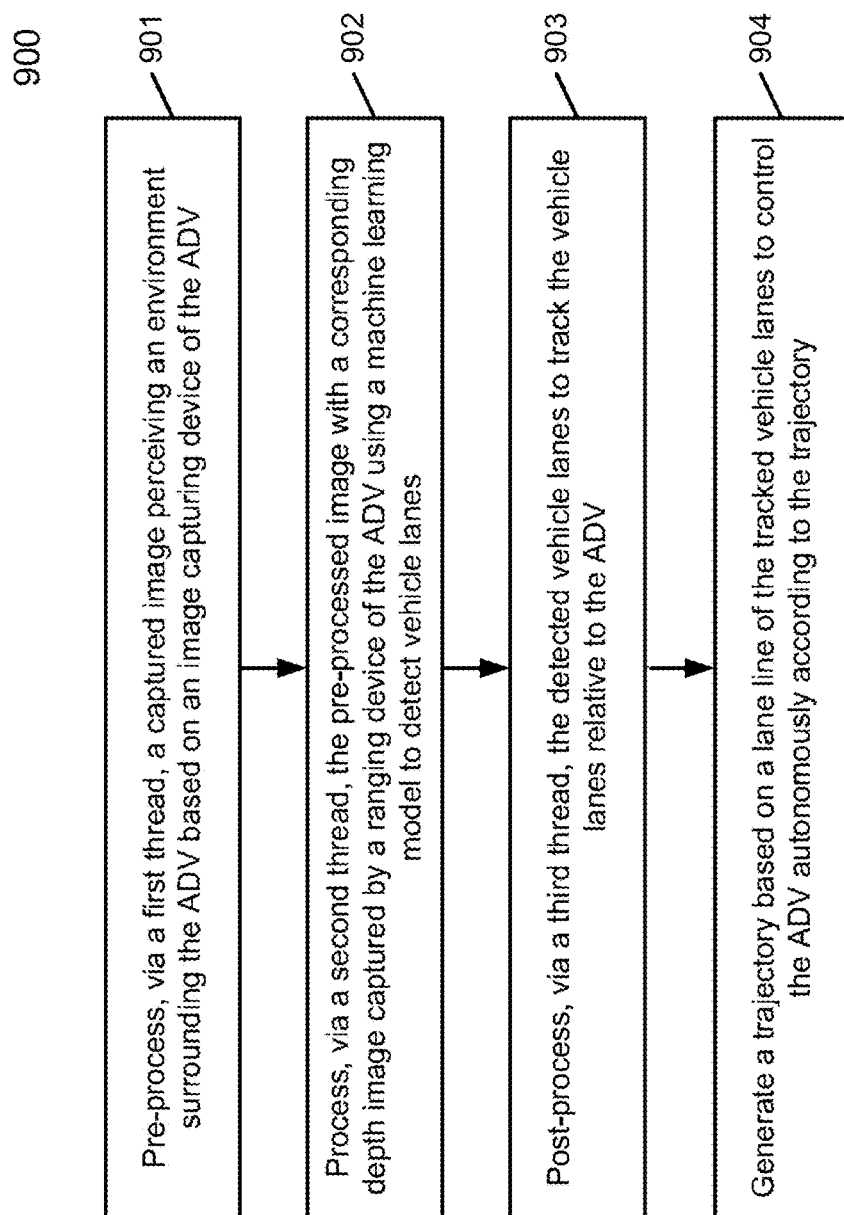 900
901
Pre-process, via a first thread, a captured image perceiving an environment
surrounding the ADV based on an image capturing device of the ADV
902
Process, via a second thread, the pre-processed image with a corresponding
depth image captured by a ranging device of the ADV using a machine learning
model to detect vehicle lanes
903
Post-process, via a third thread, the detected vehicle lanes to track the vehicle
lanes relative to the ADV
904
Generate a trajectory based on a lane line of the tracked vehicle lanes to control
the ADV autonomously according to the trajectory